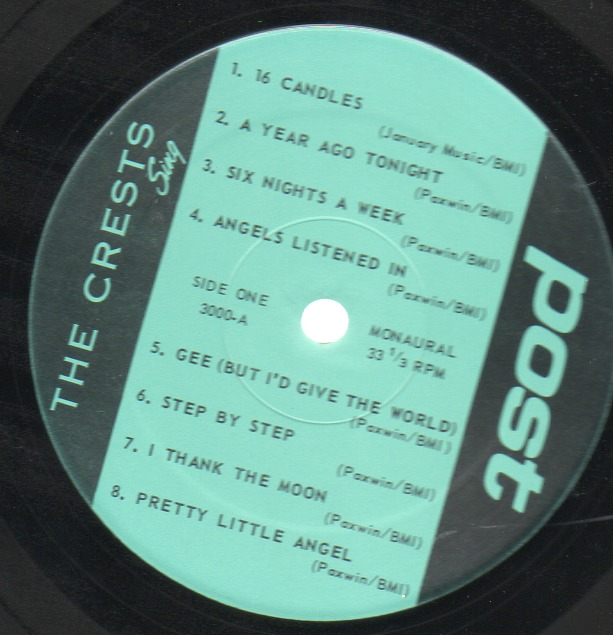 THE CRESTS
Sing
1. 16 CANDLES
(January Music/BMI)
2. A YEAR AGO TONIGHT
(Paxwin/BMI)
3. SIX NIGHTS A WEEK
(Paxwin/BMI)
4. ANGELS LISTENED IN
(Paxwin/BMI)
SIDE ONE
3000-A
MONAURAL
33 1/3 RPM
5. GEE (BUT I'D GIVE THE WORLD)
(Paxwin/BMI)
6. STEP BY STEP
(Paxwin/BMI)
7. I THANK THE MOON
(Paxwin/BMI)
8. PRETTY LITTLE ANGEL
(Paxwin/BMI)
post